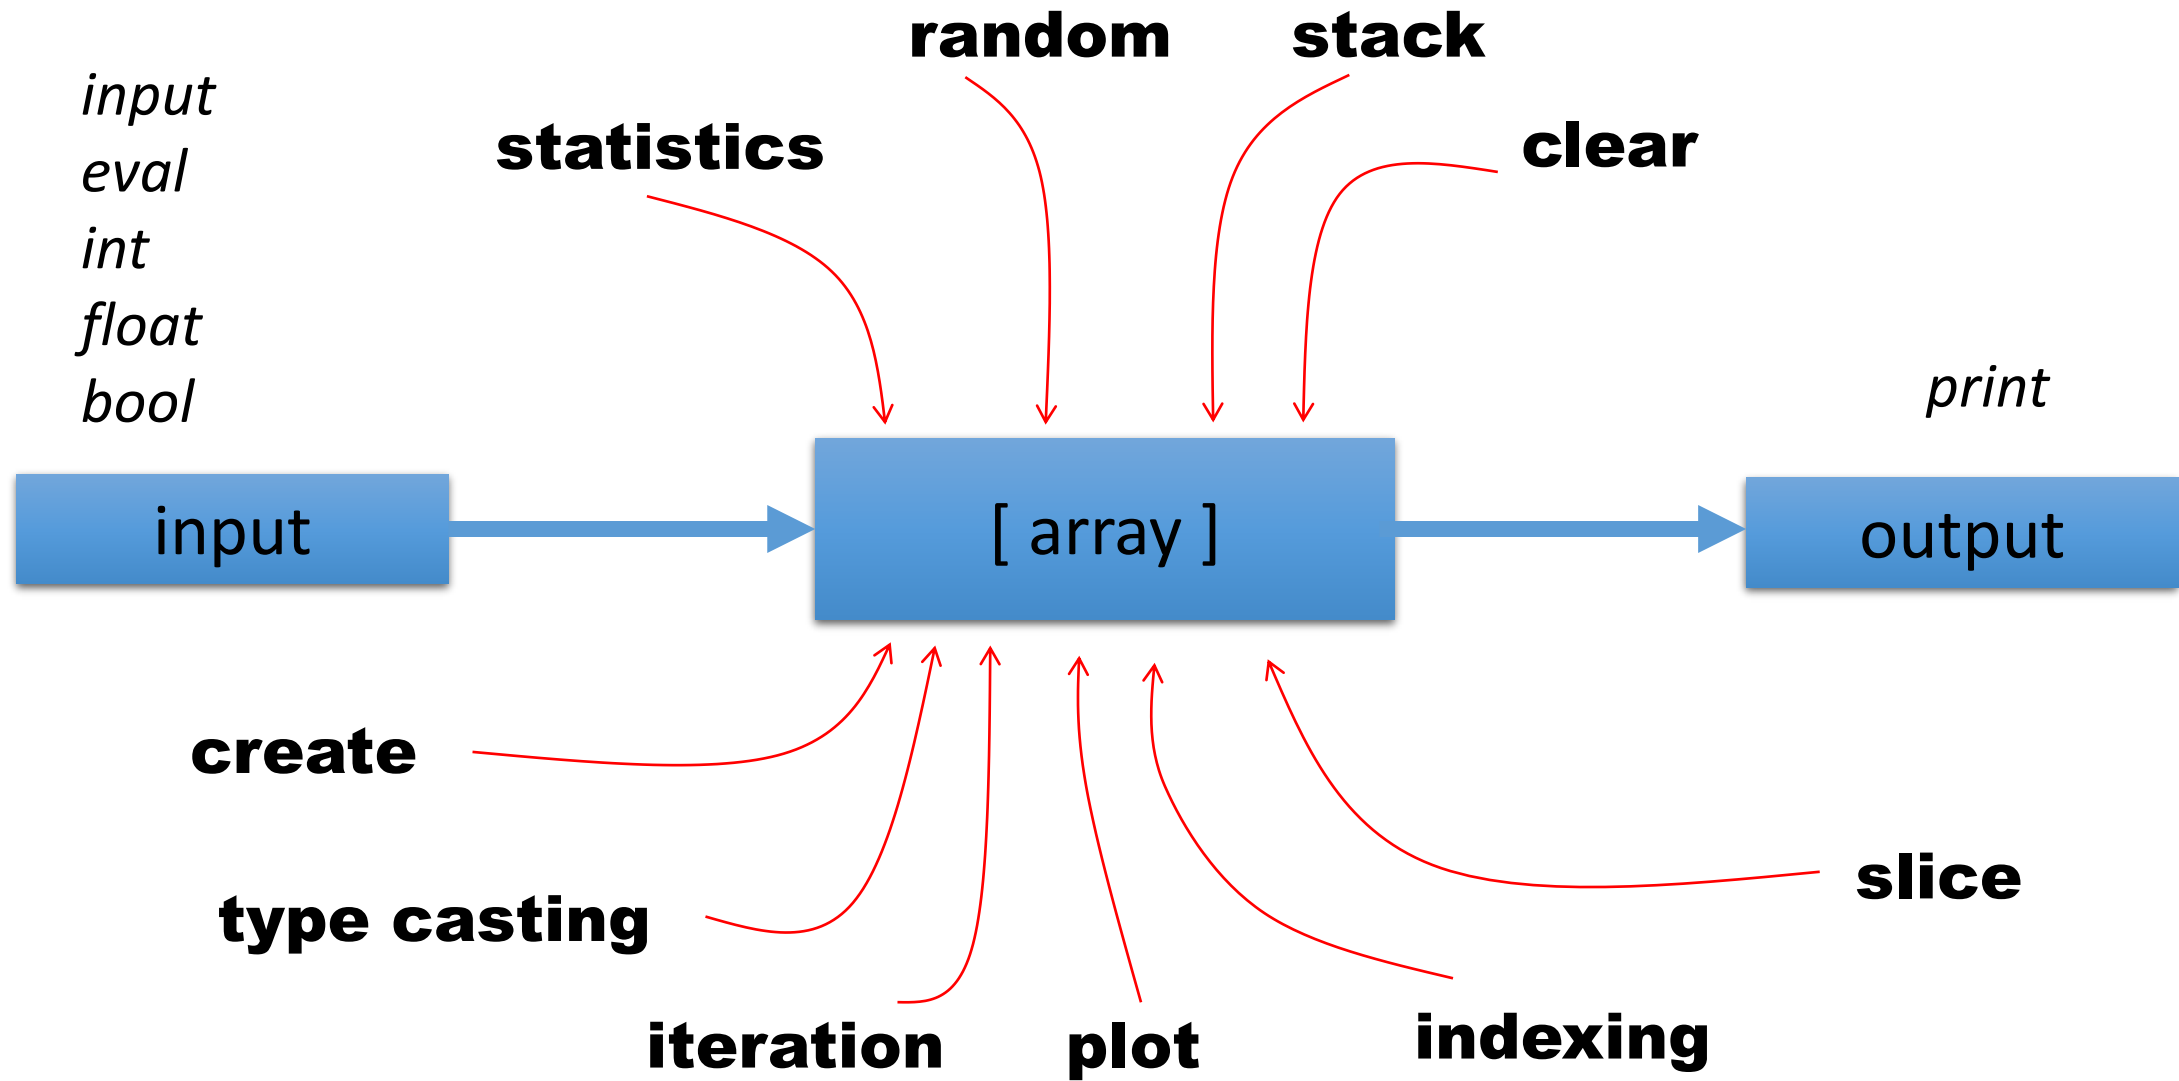 random
stack
input
statistics
clear
eval
int
float
bool
print
input
[ array ]
output
create
type casting
slice
iteration
plot
indexing